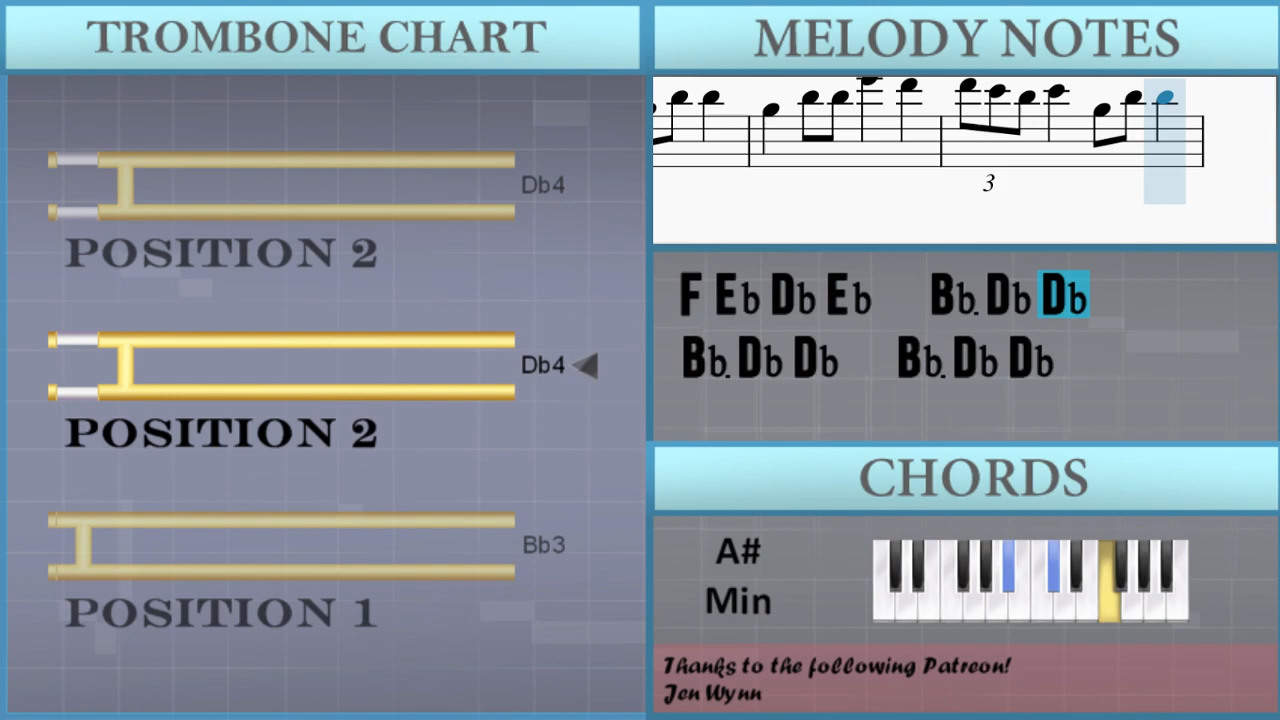 TROMBONE CHART
Db4
POSITION 2
Db4
POSITION 2
Bb3
POSITION 1
MELODY NOTES
3
F Eb Db Eb Bb. Db Db
Bb. Db Db Bb. Db Db
CHORDS
A#
Min
Thanks to the following Patreon!
Jen Wynn